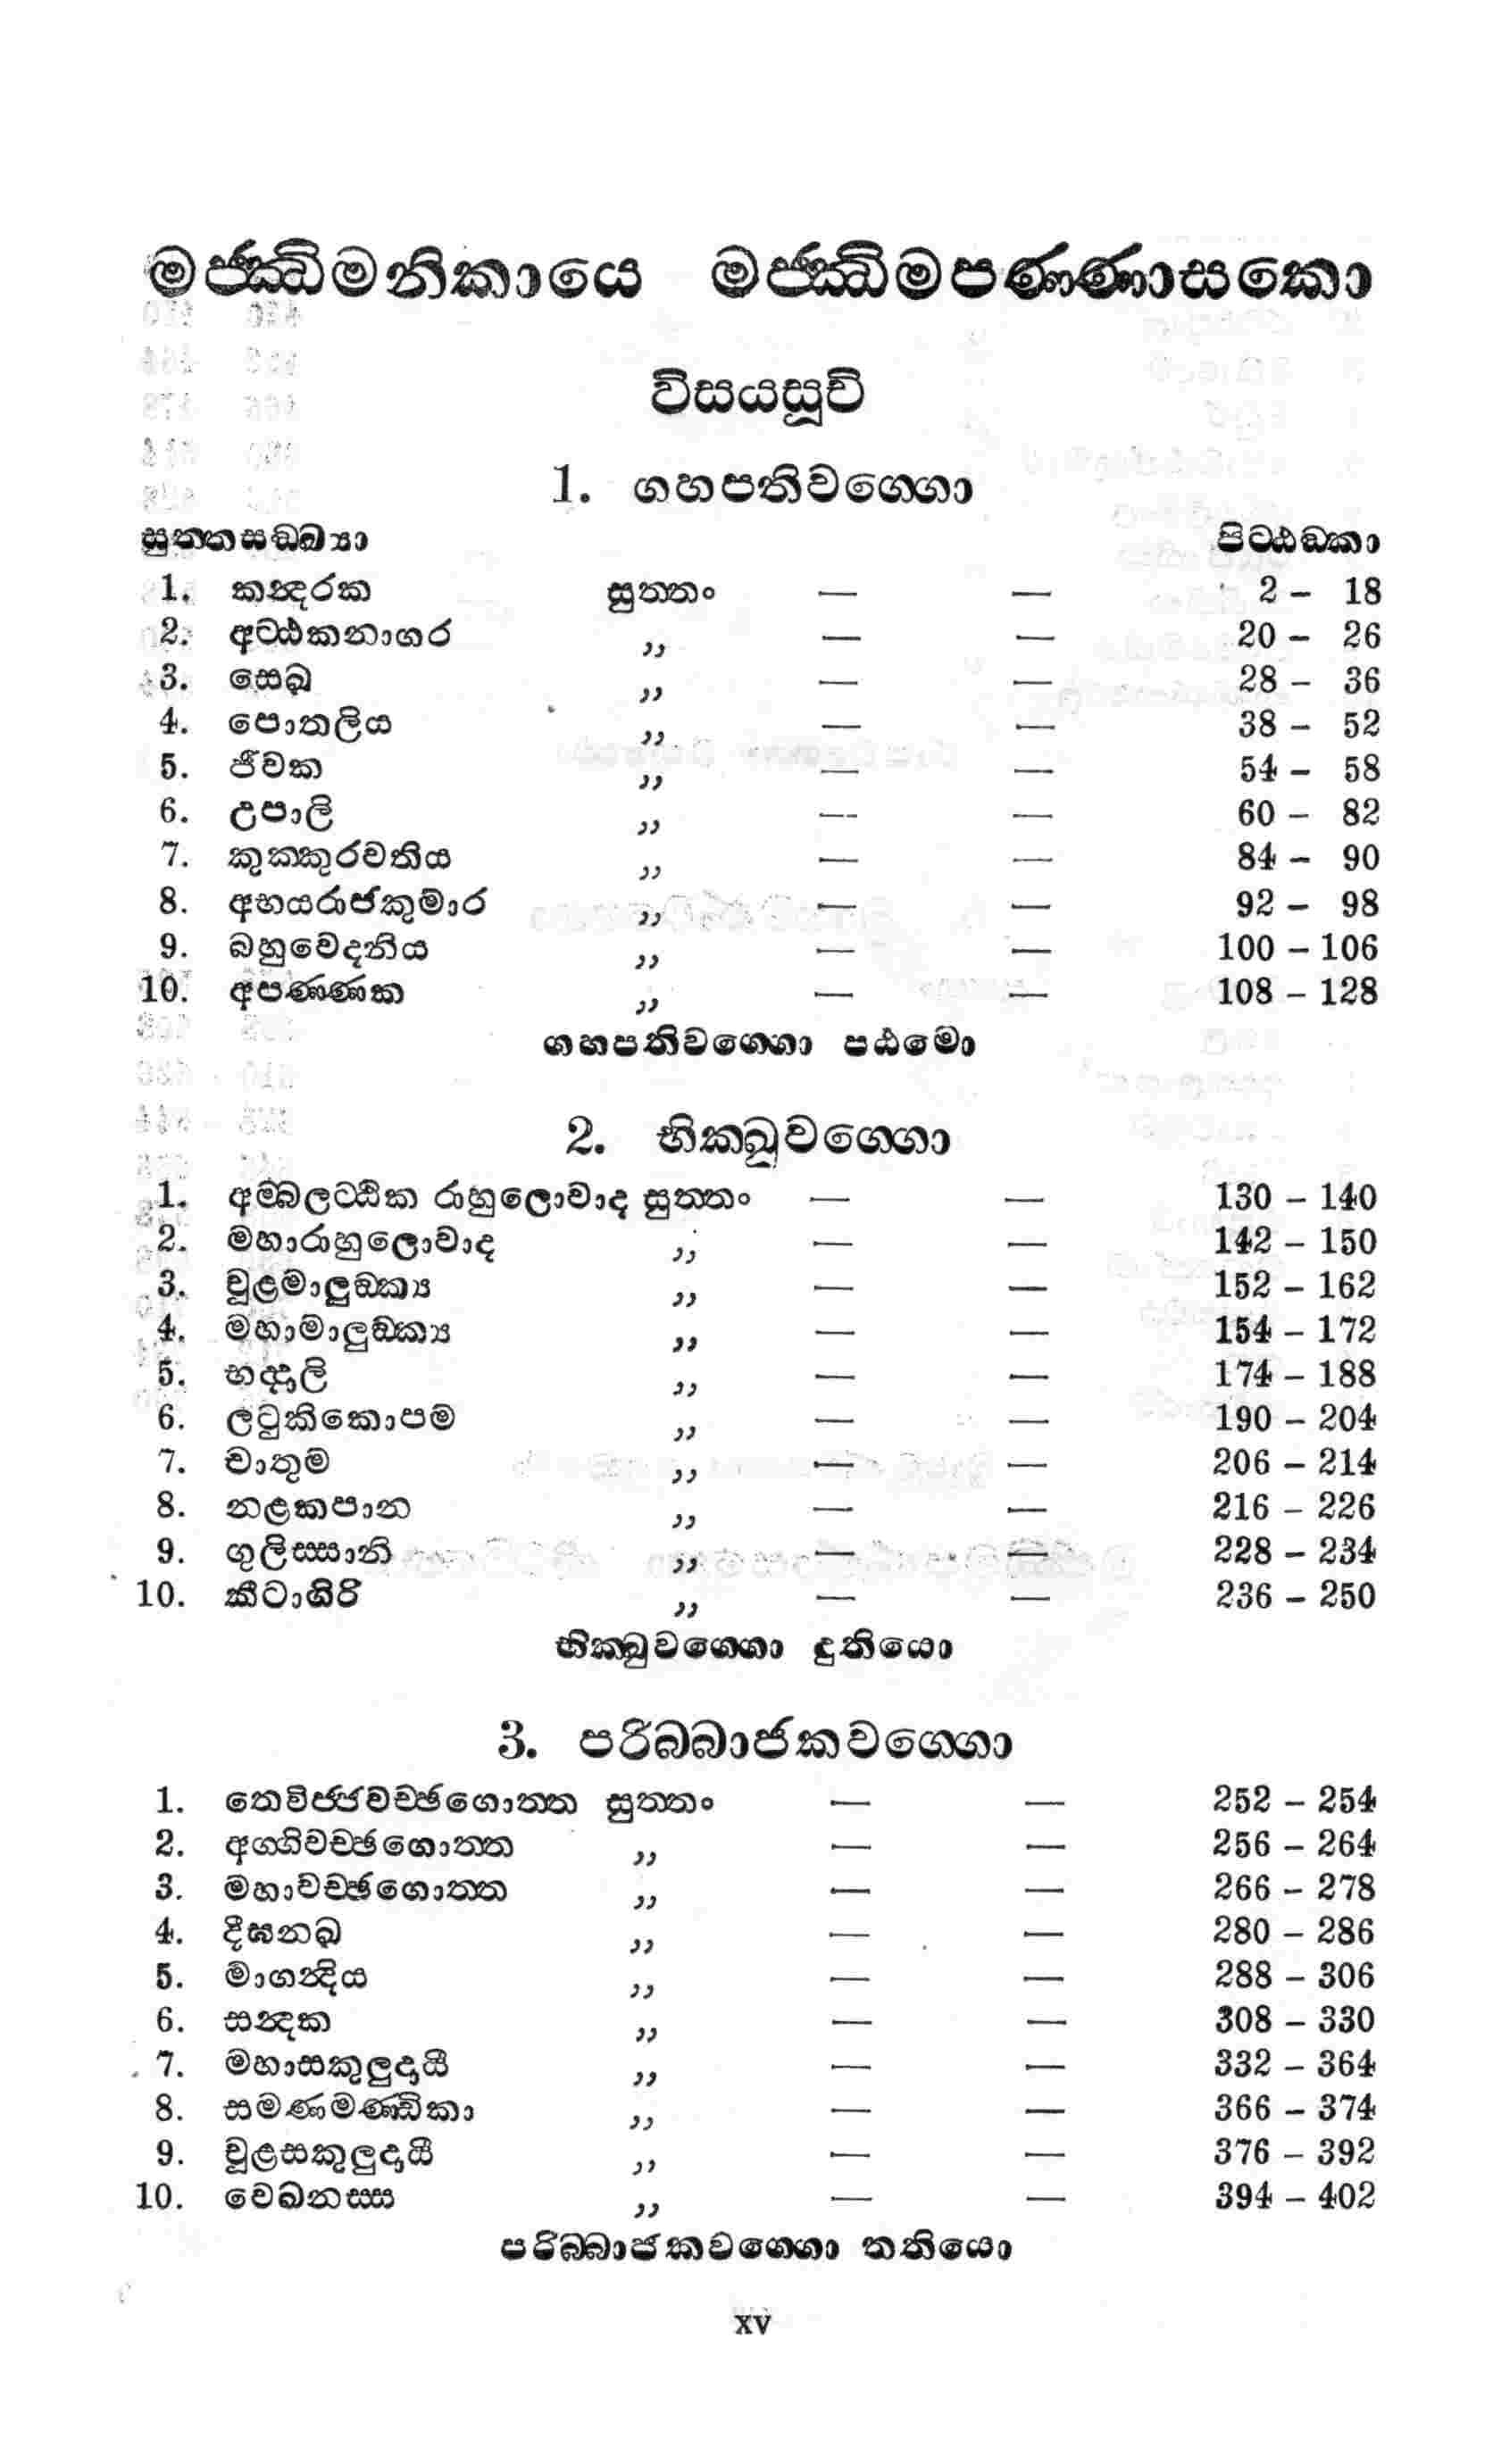 මජ්ඣිමනිකායෙ මජ්ඣිමපණ්ණාසකො
විසයසූචි
1. ගහපතිවග්ගො
සුත්තසඞ්ඛ්‍යා පිට්ඨඞ්කා
1. කන්දරක සුත්තං — — 2 – 18
2. අට්ඨකනාගර ,, — — 20 – 26
3. සෙඛ ,, — — 28 – 36
4. පොතලිය ,, — — 38 – 52
5. ජීවක ,, — — 54 – 58
6. උපාලි ,, — — 60 – 82
7. කුක්කුරවතිය ,, — — 84 – 90
8. අභයරාජකුමාර ,, — — 92 – 98
9. බහුවෙදනිය ,, — — 100 – 106
10. අපණ්ණක ,, — — 108 – 128
ගහපතිවග්ගො පඨමො
2. භික්ඛුවග්ගො
1. අම්බලට්ඨික රාහුලොවාද සුත්තං — — 130 – 140
2. මහාරාහුලොවාද ,, — — 142 – 150
3. චූළමාලුඞ්ක්‍ය ,, — — 152 – 162
4. මහාමාලුඞ්ක්‍ය ,, — — 154 – 172
5. භද්දාලි ,, — — 174 – 188
6. ලටුකිකොපම ,, — — 190 – 204
7. චාතුම ,, — — 206 – 214
8. නළකපාන ,, — — 216 – 226
9. ගුලිස්සානි ,, — — 228 – 234
10. කීටාගිරි ,, — — 236 – 250
භික්ඛුවග්ගො දුතියො
3. පරිබ්බාජකවග්ගො
1. තෙවිජ්ජවච්ඡගොත්ත සුත්තං — — 252 – 254
2. අග්ගිවච්ඡගොත්ත ,, — — 256 – 264
3. මහාවච්ඡගොත්ත ,, — — 266 – 278
4. දීඝනඛ ,, — — 280 – 286
5. මාගන්දිය ,, — — 288 – 306
6. සන්දක ,, — — 308 – 330
7. මහාසකුලුදායී ,, — — 332 – 364
8. සමණමණ්ඩිකා ,, — — 366 – 374
9. චූළසකුලුදායී ,, — — 376 – 392
10. වෙඛනස්ස ,, — — 394 – 402
පරිබ්බාජකවග්ගො තතියො
xv